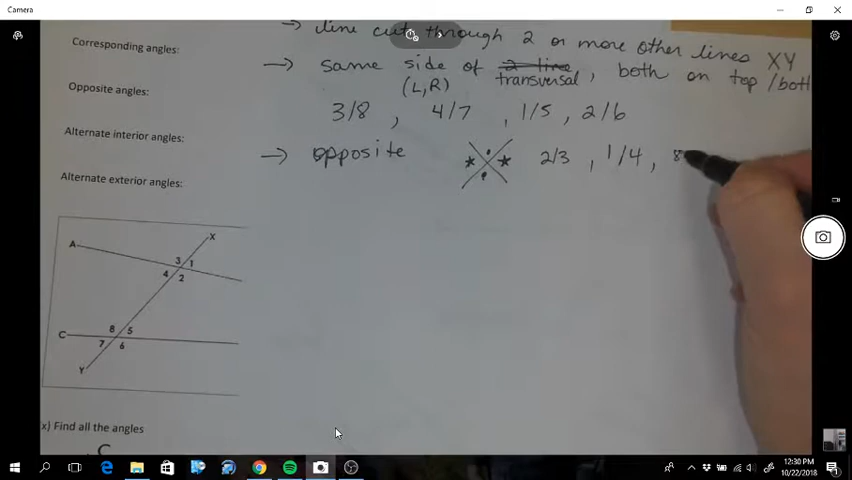 Camera
→ line cuts through 2 or more other lines XY
Corresponding angles:
→ same side of 2 line transversal, both on top / both
(L,R)
Opposite angles:
3/8, 4/7, 1/5, 2/6
Alternate interior angles:
→ opposite 2/3, 1/4, 8
Alternate exterior angles:
X
A
3 1
4 2
8 5
C
7 6
Y
x) Find all the angles
C
12:30 PM
10/22/2018